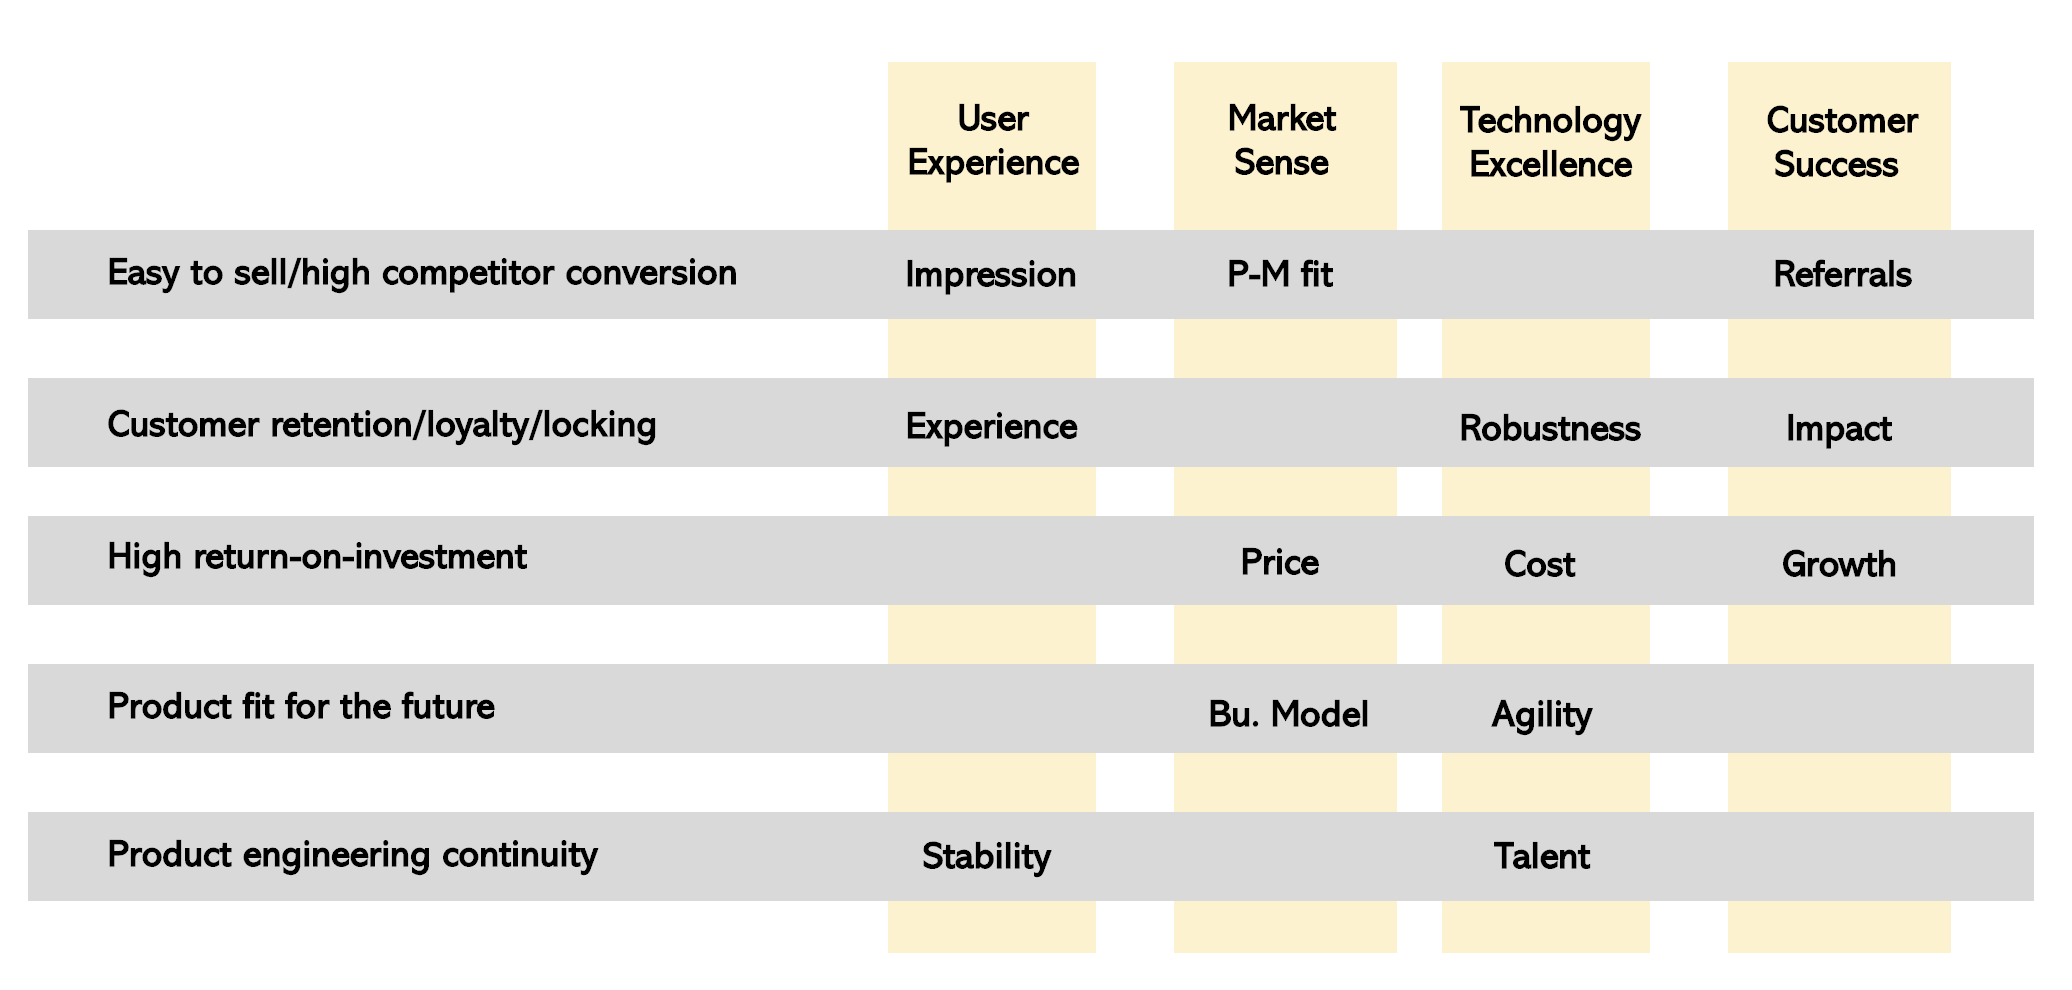 User
Experience
Market
Sense
Technology
Excellence
Customer
Success
Easy to sell/high competitor conversion Impression P-M fit Referrals
Customer retention/loyalty/locking Experience Robustness Impact
High return-on-investment Price Cost Growth
Product fit for the future Bu. Model Agility
Product engineering continuity Stability Talent